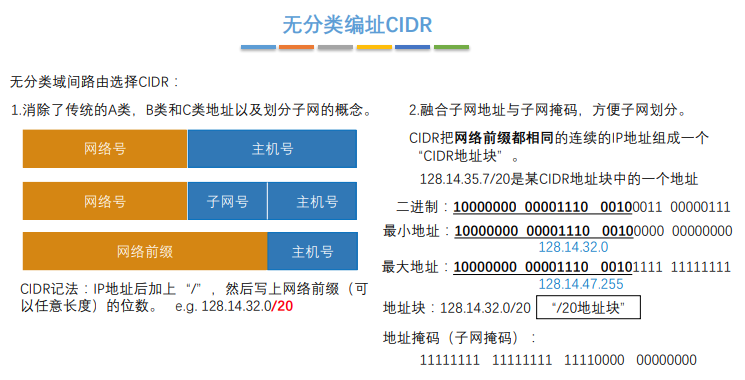 无分类编址CIDR
无分类域间路由选择CIDR：
1.消除了传统的A类，B类和C类地址以及划分子网的概念。
网络号 主机号
网络号 子网号 主机号
网络前缀 主机号
CIDR记法：IP地址后加上“/”，然后写上网络前缀（可
以任意长度）的位数。 e.g. 128.14.32.0/20
2.融合子网地址与子网掩码，方便子网划分。
CIDR把网络前缀都相同的连续的IP地址组成一个
“CIDR地址块”。
128.14.35.7/20是某CIDR地址块中的一个地址
二进制：10000000 00001110 00100011 00000111
最小地址：10000000 00001110 00100000 00000000
128.14.32.0
最大地址：10000000 00001110 00101111 11111111
128.14.47.255
地址块：128.14.32.0/20 “/20地址块”
地址掩码（子网掩码）：
11111111 11111111 11110000 00000000